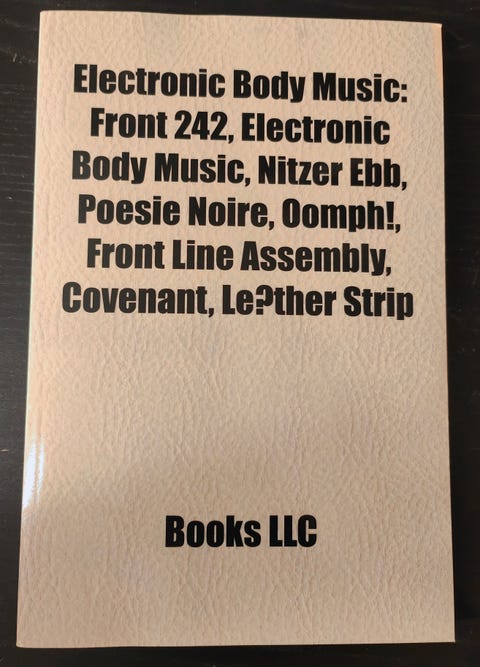 Electronic Body Music:
Front 242, Electronic
Body Music, Nitzer Ebb,
Poesie Noire, Oomph!,
Front Line Assembly,
Covenant, Le?ther Strip
Books LLC